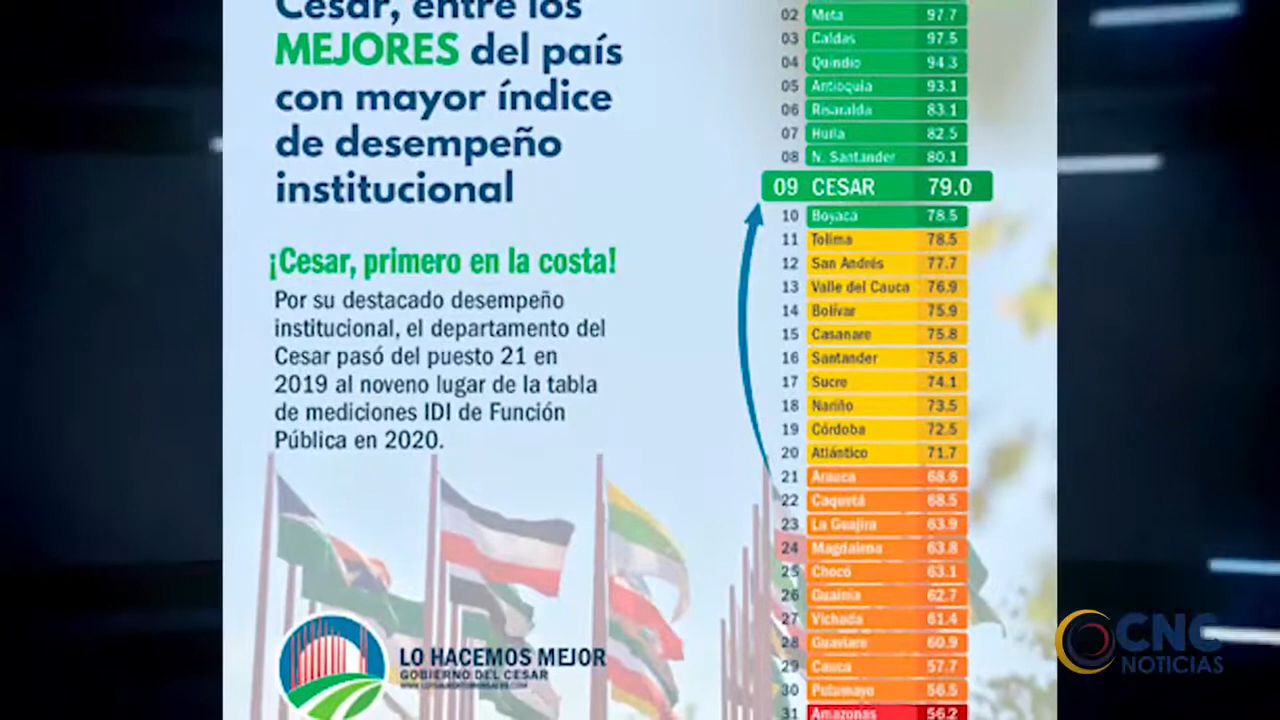 Cesar, entre los
MEJORES del país
con mayor índice
de desempeño
institucional
¡Cesar, primero en la costa!
Por su destacado desempeño
institucional, el departamento del
Cesar pasó del puesto 21 en
2019 al noveno lugar de la tabla
de mediciones IDI de Función
Pública en 2020.
LO HACEMOS MEJOR
GOBIERNO DEL CESAR
02 Meta 97.7
03 Caldas 97.5
04 Quindío 94.3
05 Antioquia 93.1
06 Risaralda 83.1
07 Huila 82.5
08 N. Santander 80.1
09 CESAR 79.0
10 Boyacá 78.5
11 Tolima 78.5
12 San Andrés 77.7
13 Valle del Cauca 76.9
14 Bolívar 75.9
15 Casanare 75.8
16 Santander 75.8
17 Sucre 74.1
18 Nariño 73.5
19 Córdoba 72.5
20 Atlántico 71.7
21 Arauca 68.6
22 Caquetá 68.5
23 La Guajira 63.9
24 Magdalena 63.8
25 Chocó 63.1
26 Guainía 62.7
27 Vichada 61.4
28 Guaviare 60.9
29 Cauca 57.7
30 Putumayo 56.5
31 Amazonas 56.2
CNC
NOTICIAS